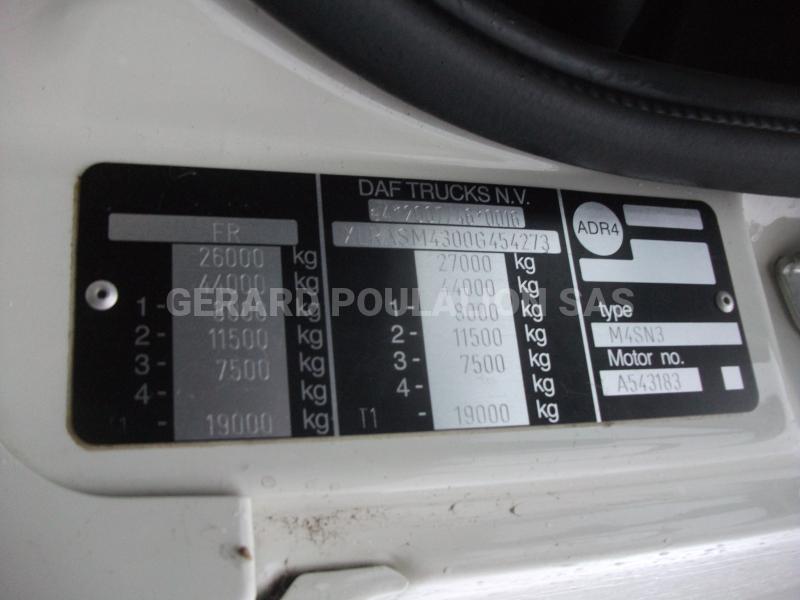 DAF TRUCKS N.V.
FR
26000 kg
44000 kg
1- kg
2- 11500 kg
3- 7500 kg
4- kg
T1 - 19000 kg
27000 kg
44000 kg
1- 8000 kg
2- 11500 kg
3- 7500 kg
4- kg
T1 - 19000 kg
ADR4
type
M4SN3
Motor no.
A543183
GERARD POULATION SAS